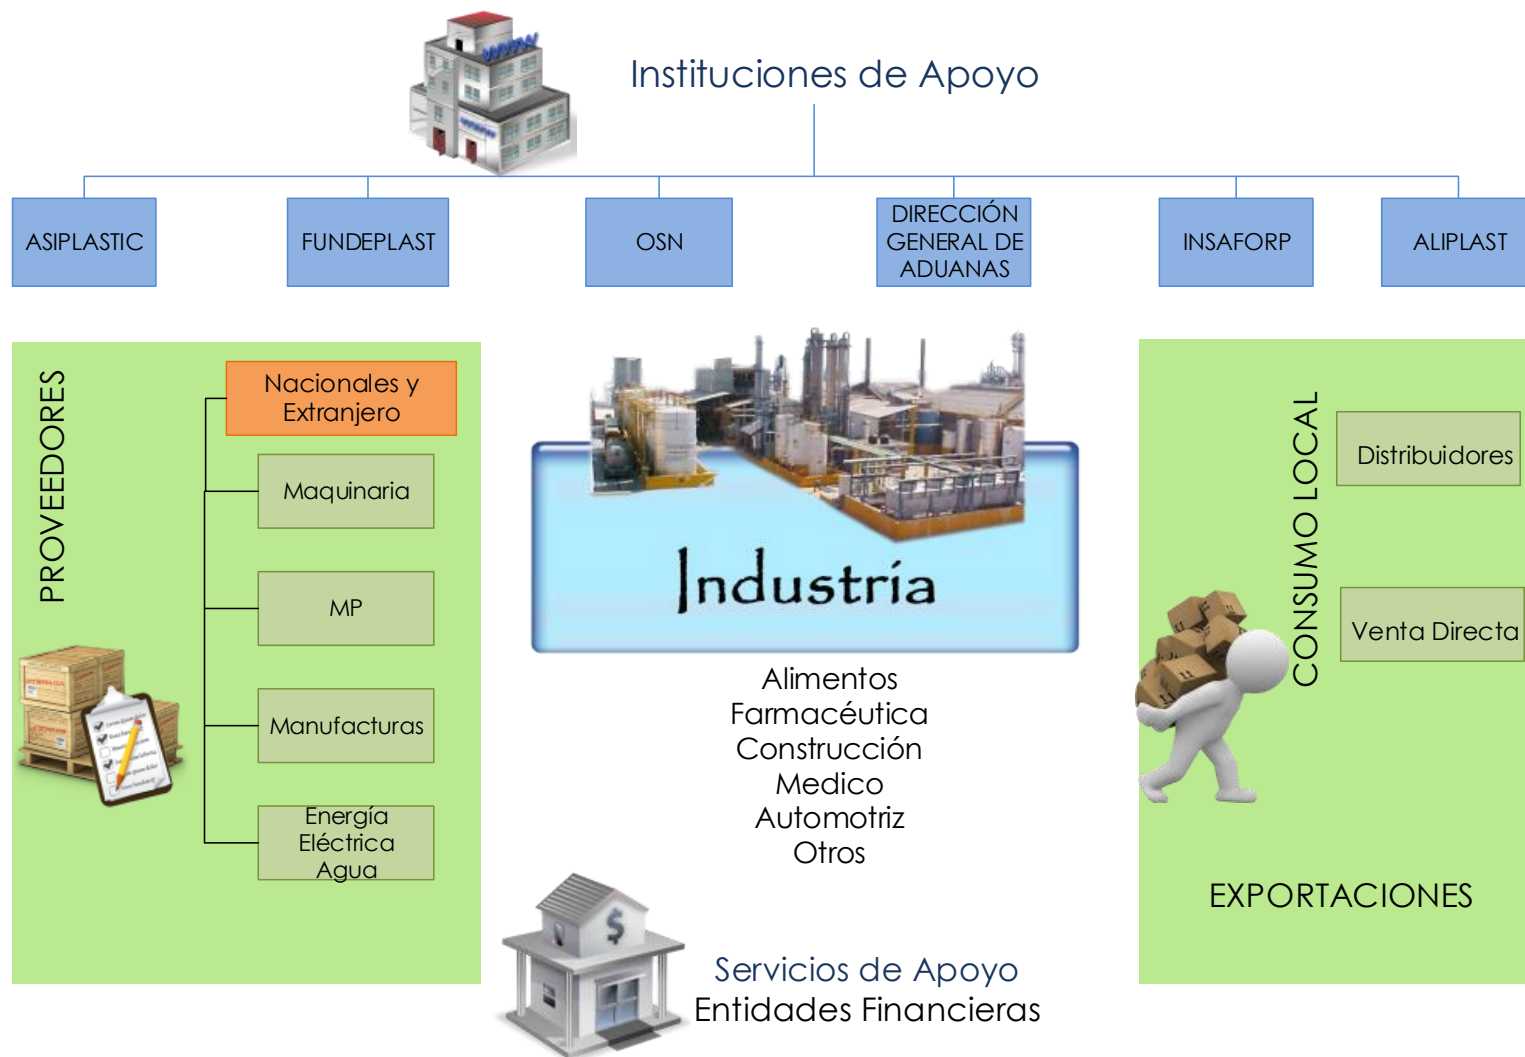 Instituciones de Apoyo
ASIPLASTIC
FUNDEPLAST
OSN
DIRECCIÓN
GENERAL DE
ADUANAS
INSAFORP
ALIPLAST
PROVEEDORES
Nacionales y
Extranjero
Maquinaria
MP
Manufacturas
Energía
Eléctrica
Agua
Industria
Alimentos
Farmacéutica
Construcción
Medico
Automotriz
Otros
Servicios de Apoyo
Entidades Financieras
CONSUMO LOCAL
Distribuidores
Venta Directa
EXPORTACIONES